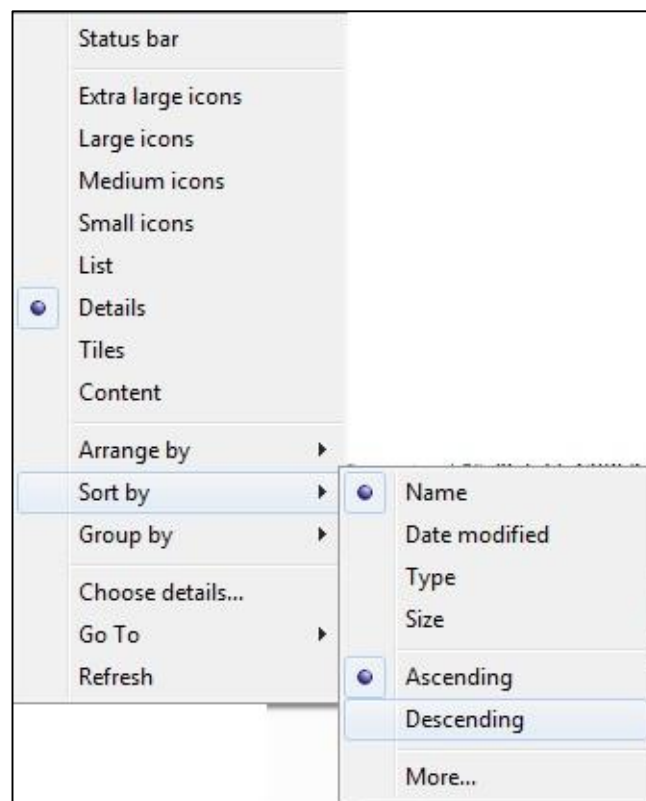 Status bar
Extra large icons
Large icons
Medium icons
Small icons
List
Details
Tiles
Content
Arrange by
Sort by
Group by
Choose details...
Go To
Refresh
Name
Date modified
Type
Size
Ascending
Descending
More...